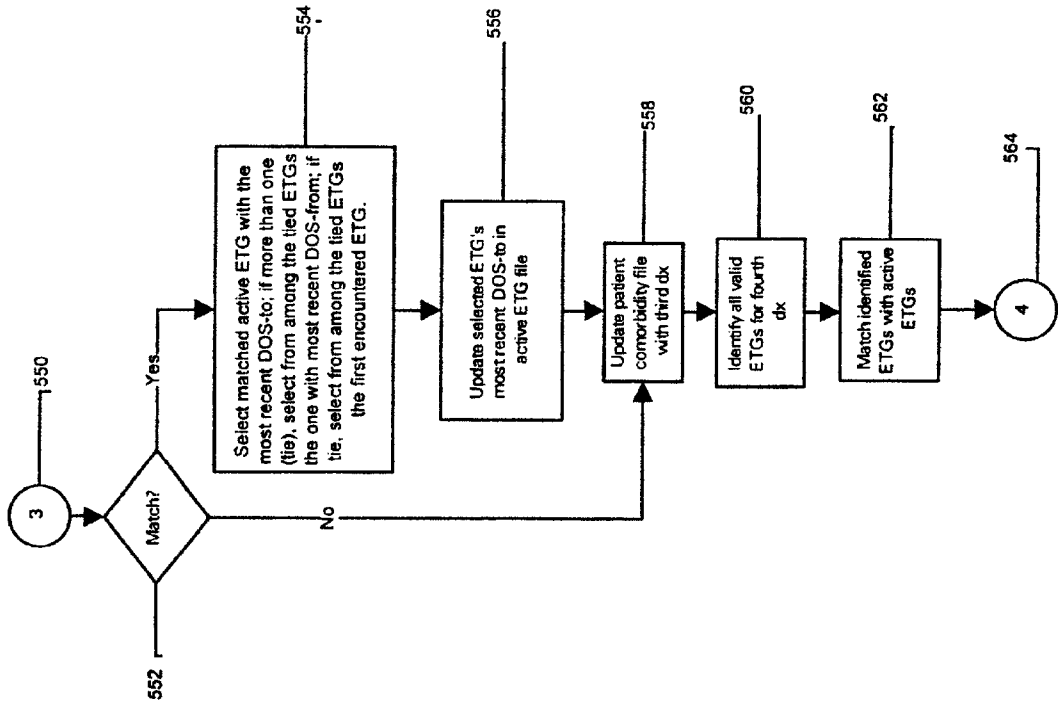 3
550
Match?
552
Yes
No
Select matched active ETG with the
most recent DOS-to; if more than one
(tie), select from among the tied ETGs
the one with most recent DOS-from; if
tie, select from among the tied ETGs
the first encountered ETG.
554
Update selected ETG's
most recent DOS-to in
active ETG file
556
Update patient
comorbidity file
with third dx
558
Identify all valid
ETGs for fourth
dx
560
Match identified
ETGs with active
ETGs
562
4
564